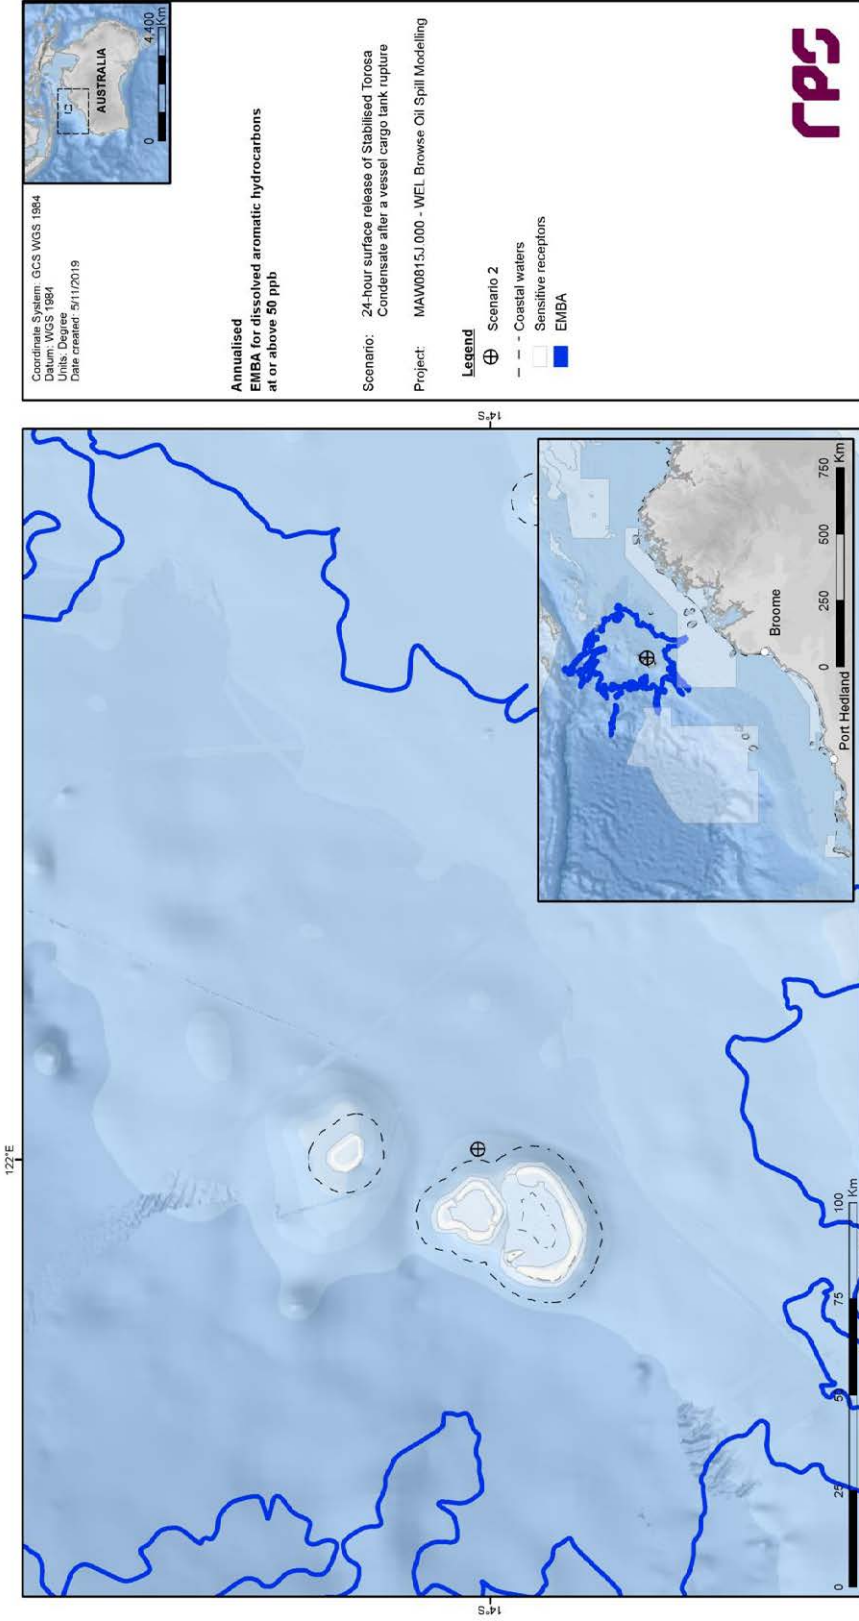 122°E
14°S
14°S
0 25 50 75 100
Km
Broome
Port Hedland
0 250 500 750
Km
Coordinate System: GCS WGS 1984
Datum: WGS 1984
Units: Degree
Date created: 5/11/2019
AUSTRALIA
0 4,400
Km
Annualised
EMBA for dissolved aromatic hydrocarbons
at or above 50 ppb
Scenario: 24-hour surface release of Stabilised Torosa
Condensate after a vessel cargo tank rupture
Project: MAW0815J.000 - WEL Browse Oil Spill Modelling
Legend
Scenario 2
Coastal waters
Sensitive receptors
EMBA
rps